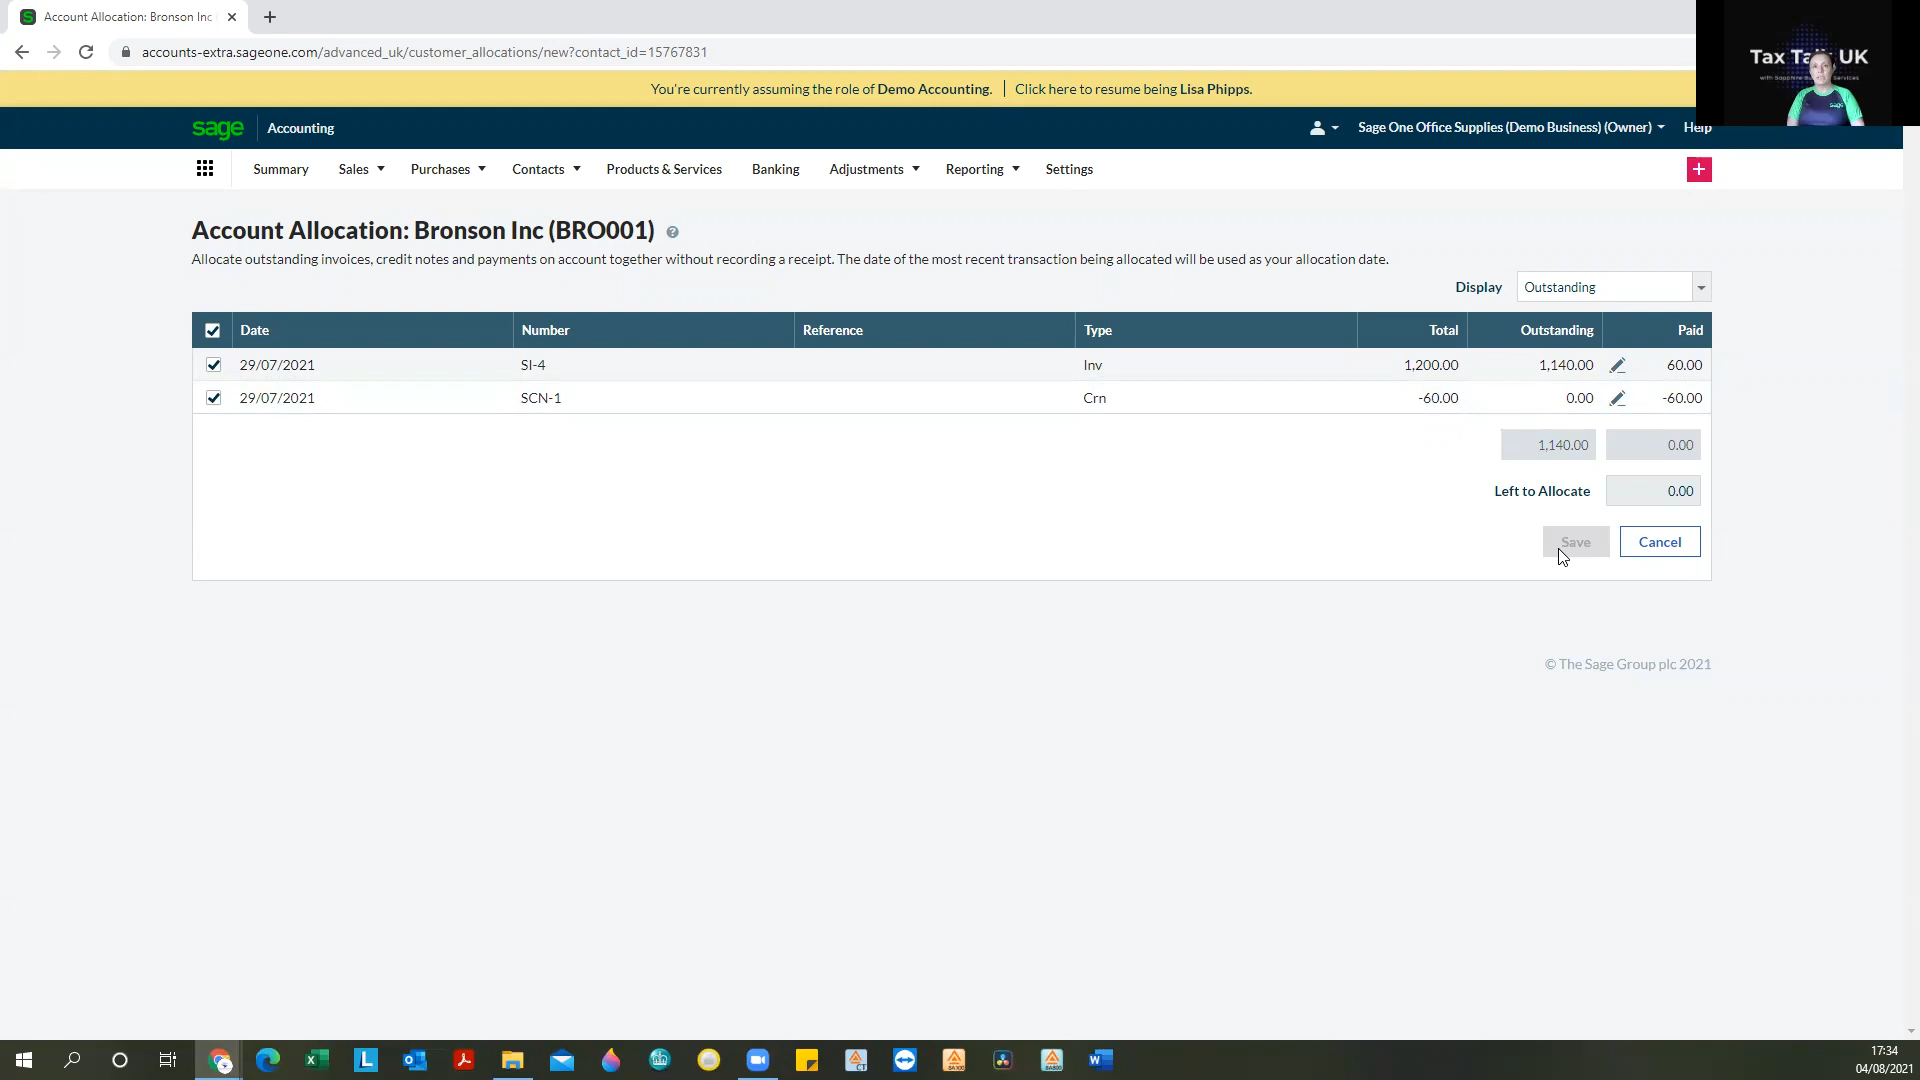 Account Allocation: Bronson Inc
accounts-extra.sageone.com/advanced_uk/customer_allocations/new?contact_id=15767831
You're currently assuming the role of Demo Accounting. Click here to resume being Lisa Phipps.
sage Accounting
Sage One Office Supplies (Demo Business) (Owner) Help
Summary Sales Purchases Contacts Products & Services Banking Adjustments Reporting Settings
Account Allocation: Bronson Inc (BRO001)
Allocate outstanding invoices, credit notes and payments on account together without recording a receipt. The date of the most recent transaction being allocated will be used as your allocation date.
Display Outstanding
Date Number Reference Type Total Outstanding Paid
29/07/2021 SI-4 Inv 1,200.00 1,140.00 60.00
29/07/2021 SCN-1 Crn -60.00 0.00 -60.00
1,140.00 0.00
Left to Allocate 0.00
Save Cancel
© The Sage Group plc 2021
17:34
04/08/2021